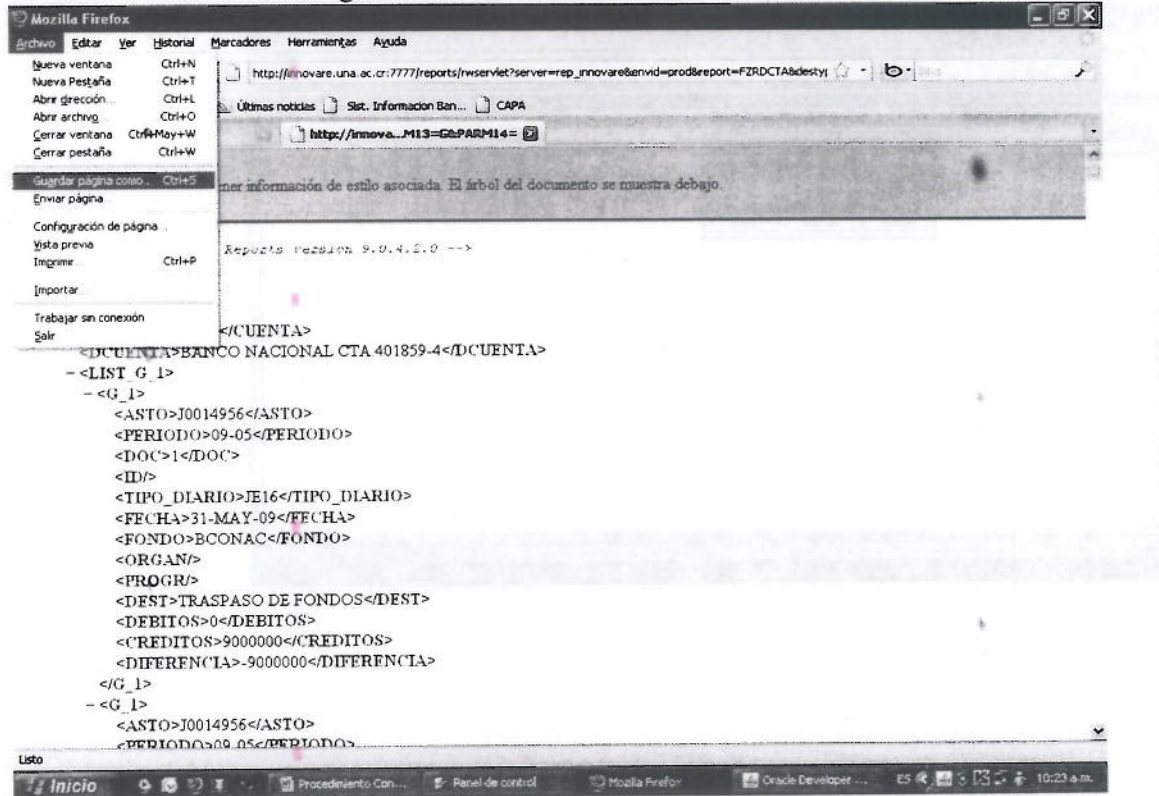 Mozilla Firefox
Archivo Editar Ver Historial Marcadores Herramientas Ayuda
Nueva ventana Ctrl+N
Nueva Pestaña Ctrl+T
Abrir dirección... Ctrl+L
Abrir archivo Ctrl+O
Cerrar ventana Ctrl+May+W
Cerrar pestaña Ctrl+W
Guardar página como... Ctrl+S
Enviar página
Configuración de página...
Vista previa
Imprimir Ctrl+P
Importar
Trabajar sin conexión
Salir
http://innovare.una.ac.cr:7777/reports/rwservlet?server=rep_innovare&envid=prod&report=FZRDCTA&desty
Últimas noticias Sist. Informacion Ban... CAPA
http://innova...M13=G&PARM14=
ner información de estilo asociada. El árbol del documento se muestra debajo.
Reports version 9.0.4.2.0 -->
</CUENTA>
<DCUENTA>BANCO NACIONAL CTA 401859-4</DCUENTA>
– <LIST_G_1>
– <G_1>
<ASTO>J0014956</ASTO>
<PERIODO>09-05</PERIODO>
<DOC>1</DOC>
<ID/>
<TIPO_DIARIO>JE16</TIPO_DIARIO>
<FECHA>31-MAY-09</FECHA>
<FONDO>BCONAC</FONDO>
<ORGAN/>
<PROGR/>
<DEST>TRASPASO DE FONDOS</DEST>
<DEBITOS>0</DEBITOS>
<CREDITOS>9000000</CREDITOS>
<DIFERENCIA>-9000000</DIFERENCIA>
</G_1>
– <G_1>
<ASTO>J0014956</ASTO>
<PERIODO>09-05</PERIODO>
Listo
Inicio Procedimiento Con... Panel de control Mozilla Firefox Oracle Developer ... ES 10:23 a.m.